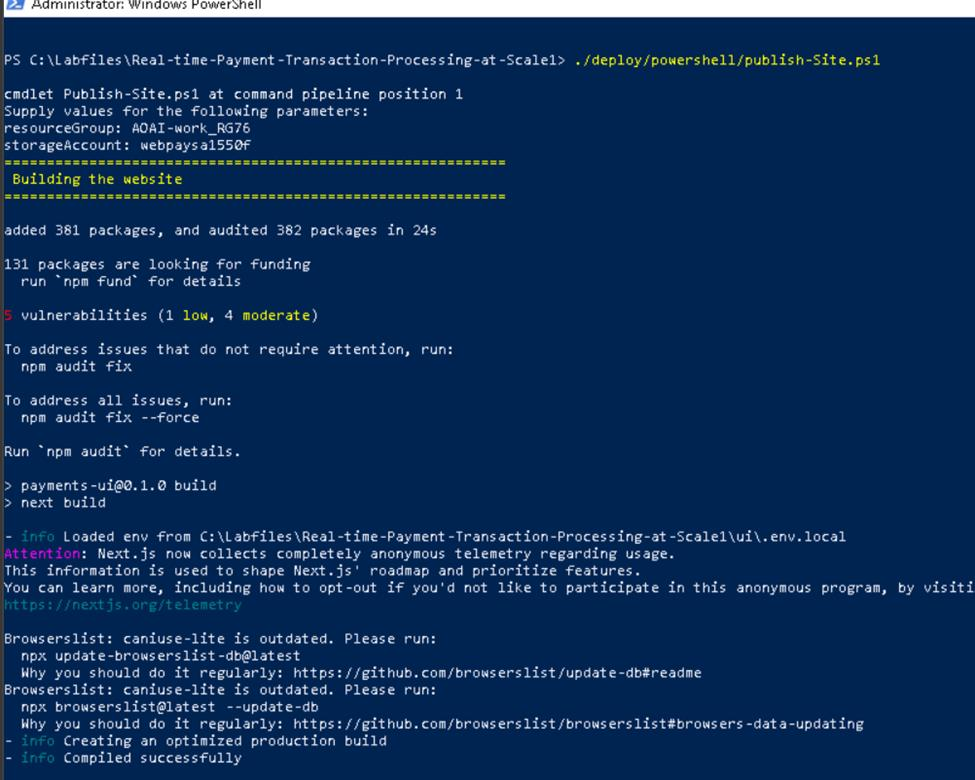 Administrator: Windows PowerShell
PS C:\Labfiles\Real-time-Payment-Transaction-Processing-at-Scale1> ./deploy/powershell/publish-Site.ps1
cmdlet Publish-Site.ps1 at command pipeline position 1
Supply values for the following parameters:
resourceGroup: AOAI-work_RG76
storageAccount: webpaysa1550f
===========================================================
Building the website
===========================================================
added 381 packages, and audited 382 packages in 24s
131 packages are looking for funding
run `npm fund` for details
5 vulnerabilities (1 low, 4 moderate)
To address issues that do not require attention, run:
npm audit fix
To address all issues, run:
npm audit fix --force
Run `npm audit` for details.
> payments-ui@0.1.0 build
> next build
- info Loaded env from C:\Labfiles\Real-time-Payment-Transaction-Processing-at-Scale1\ui\.env.local
Attention: Next.js now collects completely anonymous telemetry regarding usage.
This information is used to shape Next.js' roadmap and prioritize features.
You can learn more, including how to opt-out if you'd not like to participate in this anonymous program, by visiti
https://nextjs.org/telemetry
Browserslist: caniuse-lite is outdated. Please run:
npx update-browserslist-db@latest
Why you should do it regularly: https://github.com/browserslist/update-db#readme
Browserslist: caniuse-lite is outdated. Please run:
npx browserslist@latest --update-db
Why you should do it regularly: https://github.com/browserslist/browserslist#browsers-data-updating
- info Creating an optimized production build
- info Compiled successfully